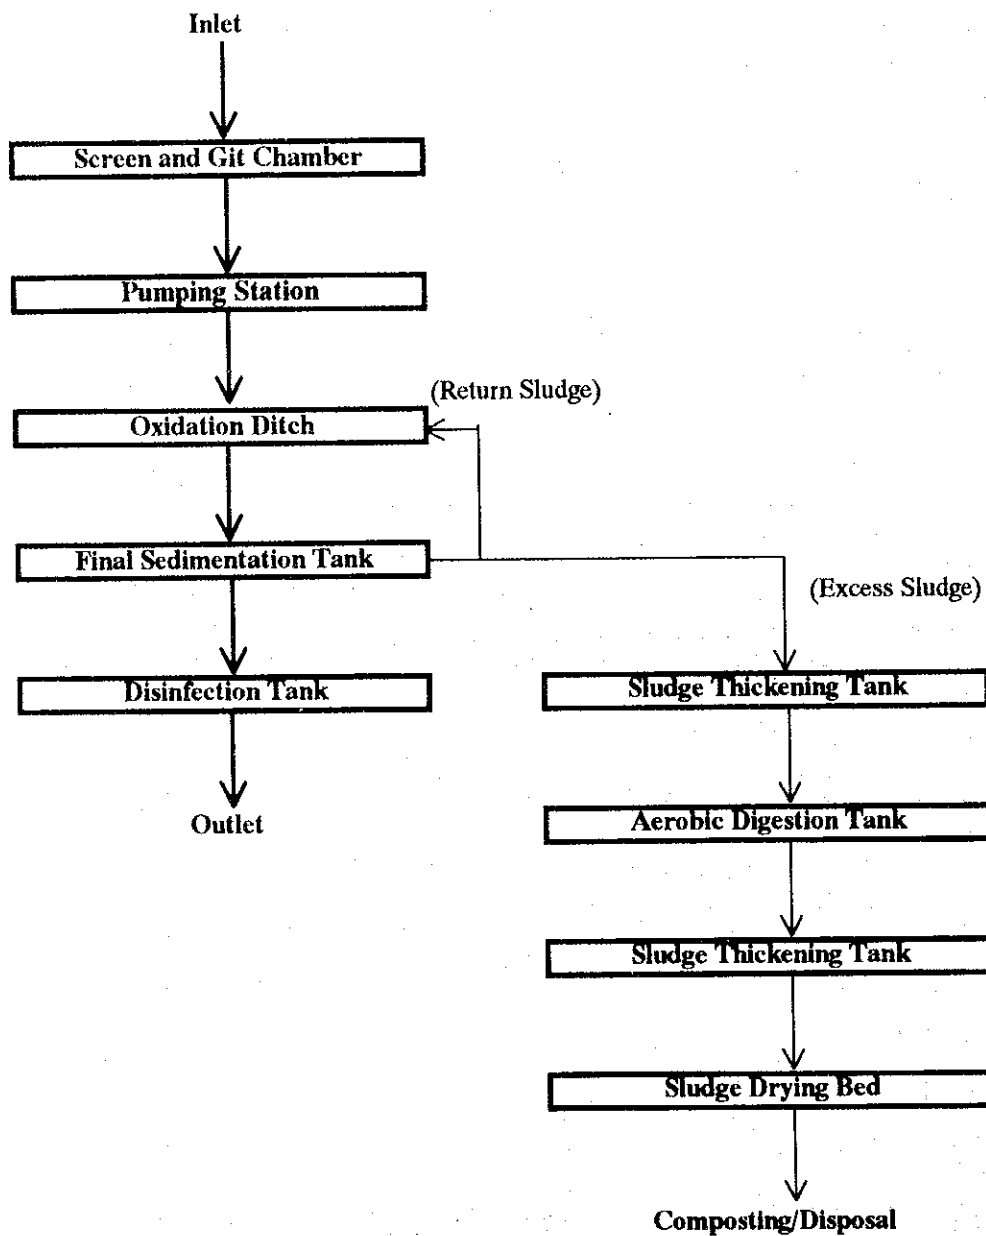 Inlet
Screen and Git Chamber
Pumping Station
(Return Sludge)
Oxidation Ditch
Final Sedimentation Tank
(Excess Sludge)
Disinfection Tank
Sludge Thickening Tank
Outlet
Aerobic Digestion Tank
Sludge Thickening Tank
Sludge Drying Bed
Composting/Disposal